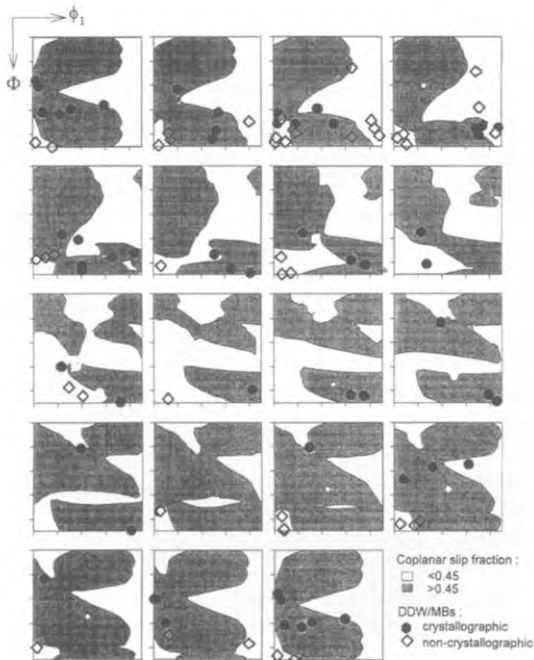 ϕ₁
Φ
Coplanar slip fraction :
<0.45
>0.45
DDW/MBs :
crystallographic
non-crystallographic